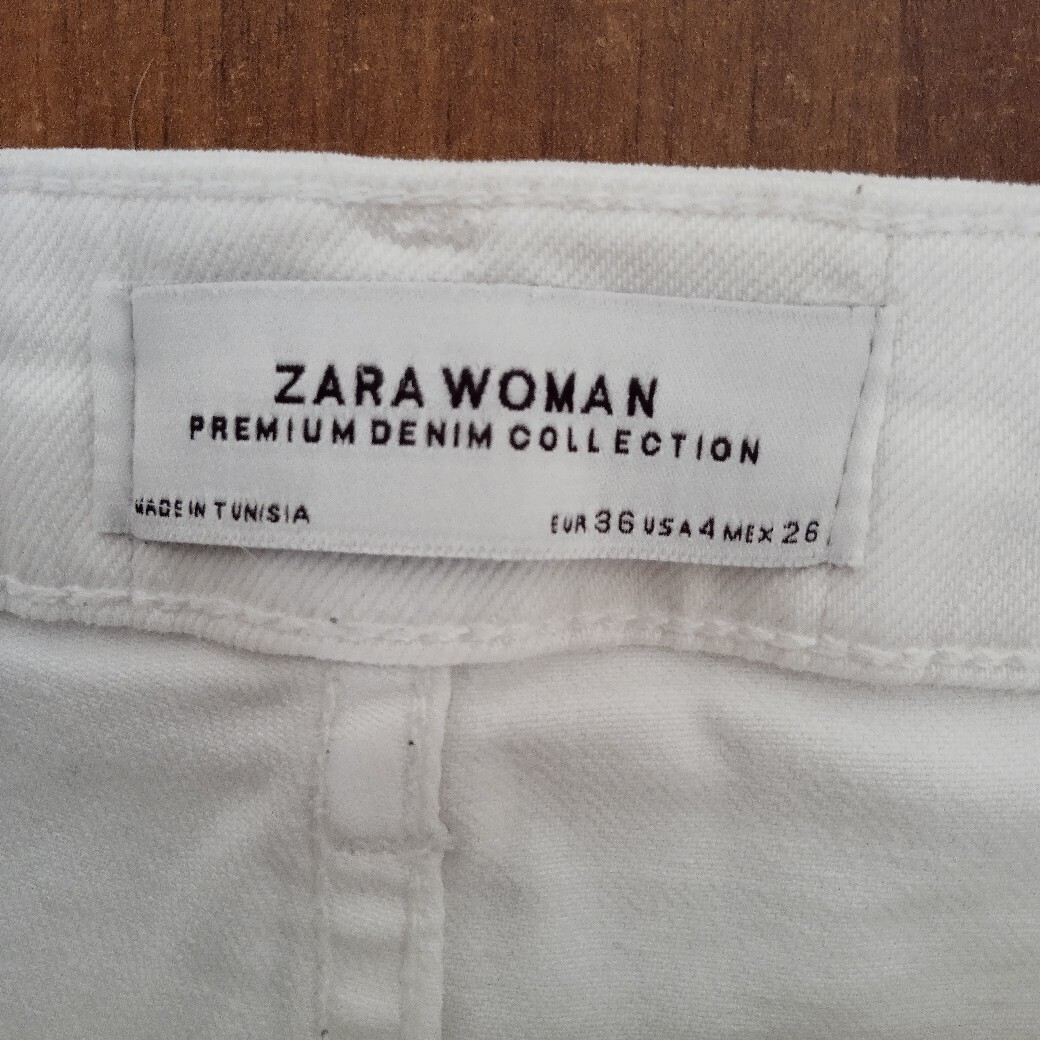 ZARA WOMAN
PREMIUM DENIM COLLECTION
MADE IN TUNISIA
EUR 36 USA 4 MEX 26